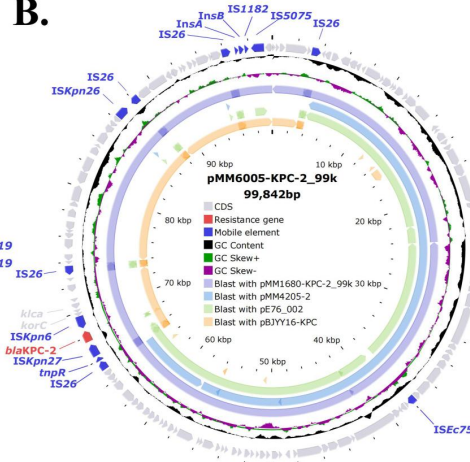 B.
IS1182
InsB
IS5075
InsA
IS26
IS26
IS26
ISKpn26
90 kbp
10 kbp
pMM6005-KPC-2_99k
99,842bp
CDS
Resistance gene
Mobile element
GC Content
GC Skew+
GC Skew-
Blast with pMM1680-KPC-2_99k
Blast with pMM4205-2
Blast with pE76_002
Blast with pBJYY16-KPC
80 kbp
20 kbp
70 kbp
30 kbp
60 kbp
50 kbp
40 kbp
19
19
IS26
klca
korC
ISKpn6
blaKPC-2
ISKpn27
tnpR
IS26
ISEc75